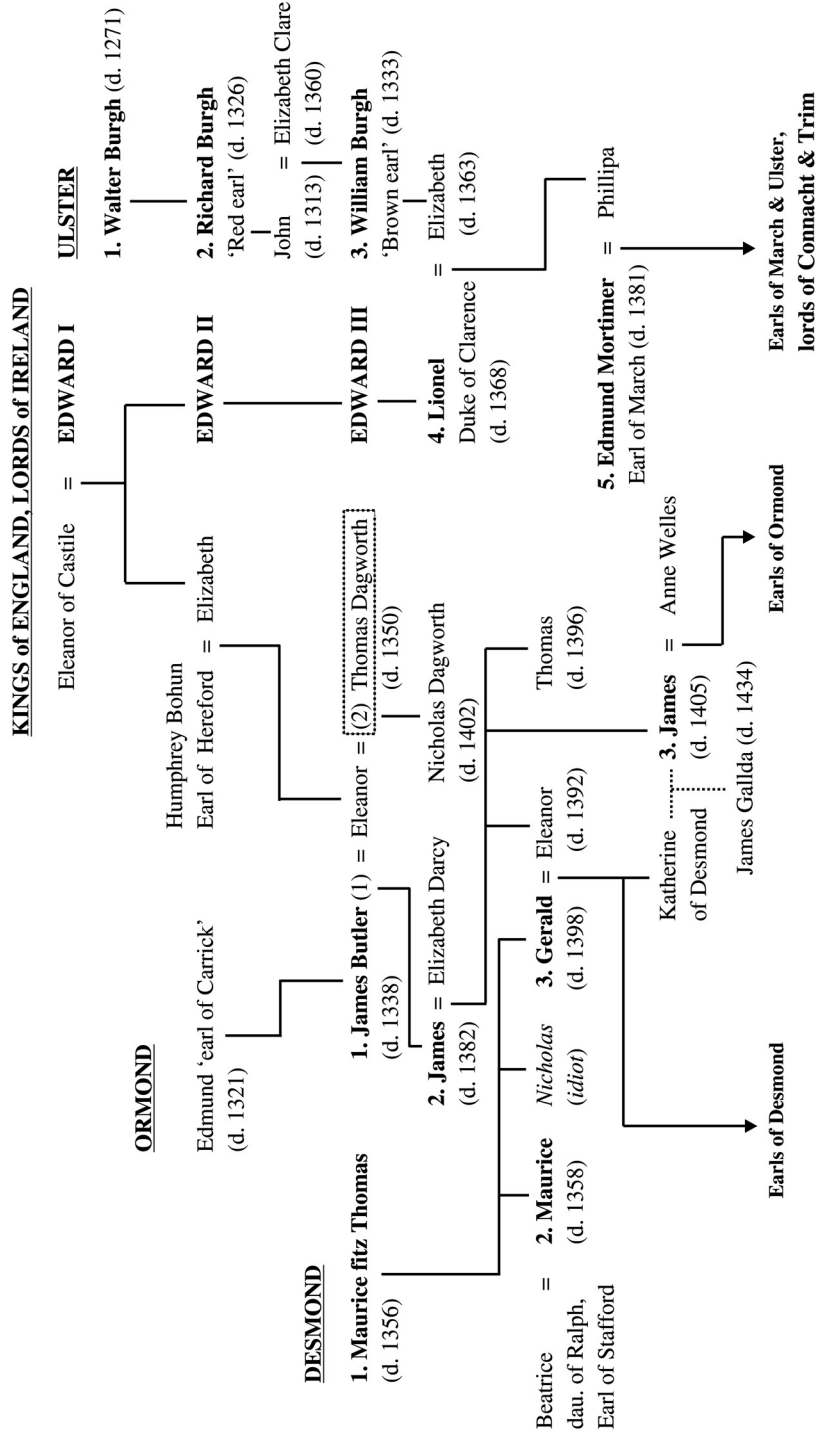 KINGS of ENGLAND, LORDS of IRELAND
Eleanor of Castile = EDWARD I
ULSTER
1. Walter Burgh (d. 1271)
ORMOND
Humphrey Bohun
Earl of Hereford = Elizabeth
EDWARD II
2. Richard Burgh
‘Red earl’ (d. 1326)
Edmund ‘earl of Carrick’
(d. 1321)
John = Elizabeth Clare
(d. 1313) (d. 1360)
DESMOND
1. Maurice fitz Thomas
(d. 1356)
1. James Butler (1) = Eleanor = (2) Thomas Dagworth
(d. 1338)
(d. 1350)
EDWARD III
3. William Burgh
‘Brown earl’ (d. 1333)
2. James = Elizabeth Darcy
(d. 1382)
Nicholas Dagworth
(d. 1402)
4. Lionel = Elizabeth
Duke of Clarence
(d. 1368)
(d. 1363)
Beatrice = 2. Maurice
dau. of Ralph,
Earl of Stafford
(d. 1358)
Nicholas
(idiot)
3. Gerald = Eleanor
(d. 1398) (d. 1392)
Thomas
(d. 1396)
5. Edmund Mortimer = Phillipa
Earl of March (d. 1381)
Katherine
of Desmond
3. James = Anne Welles
(d. 1405)
James Gallda (d. 1434)
Earls of Desmond
Earls of Ormond
Earls of March & Ulster,
lords of Connacht & Trim